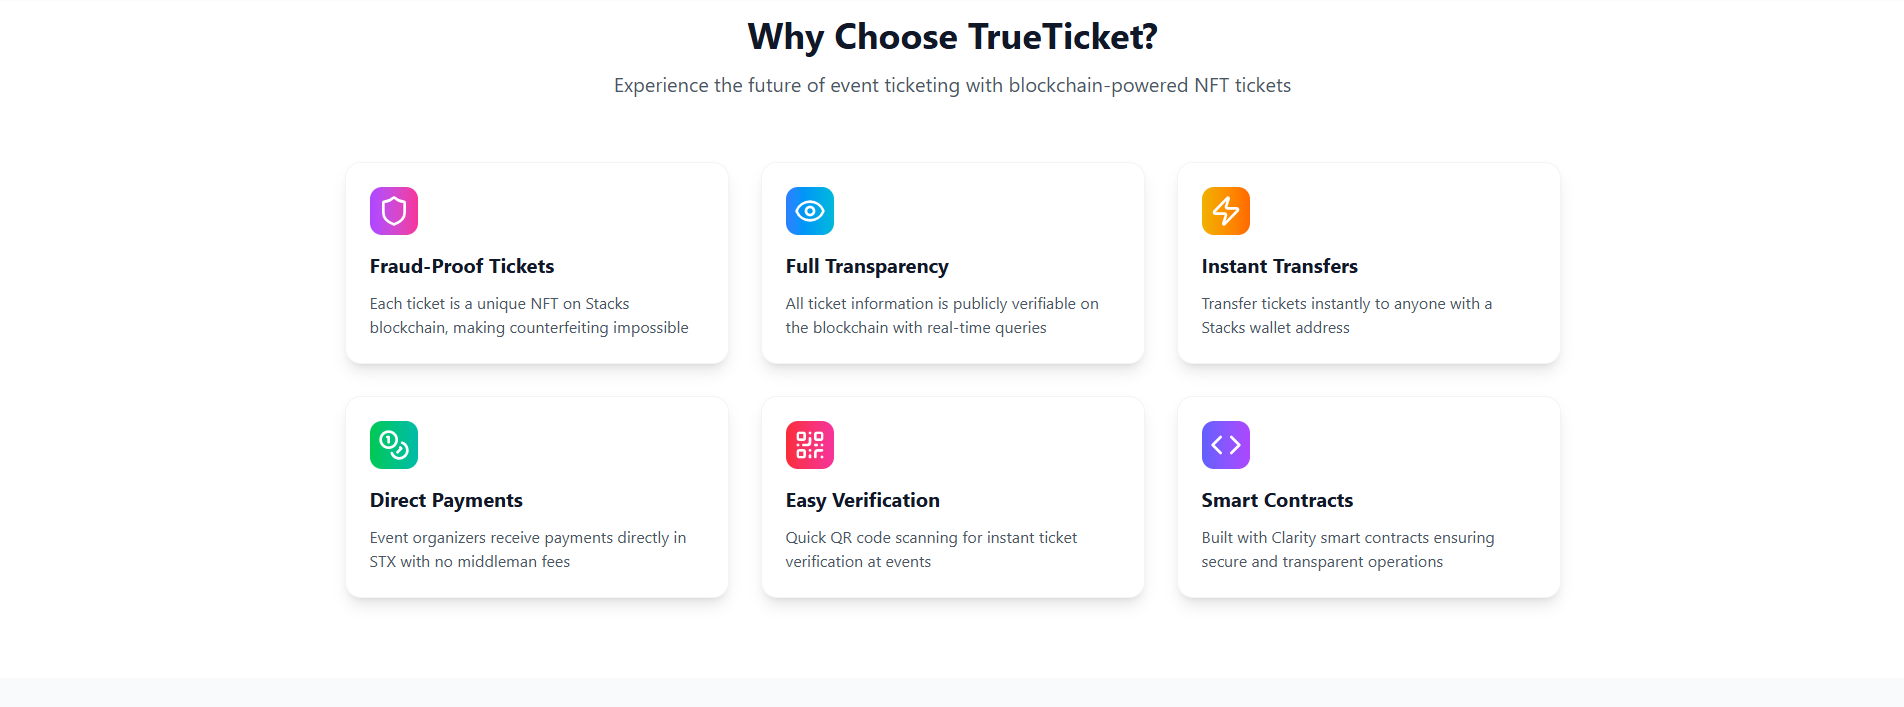 Why Choose TrueTicket?
Experience the future of event ticketing with blockchain-powered NFT tickets
Fraud-Proof Tickets
Each ticket is a unique NFT on Stacks
blockchain, making counterfeiting impossible
Full Transparency
All ticket information is publicly verifiable on
the blockchain with real-time queries
Instant Transfers
Transfer tickets instantly to anyone with a
Stacks wallet address
Direct Payments
Event organizers receive payments directly in
STX with no middleman fees
Easy Verification
Quick QR code scanning for instant ticket
verification at events
Smart Contracts
Built with Clarity smart contracts ensuring
secure and transparent operations